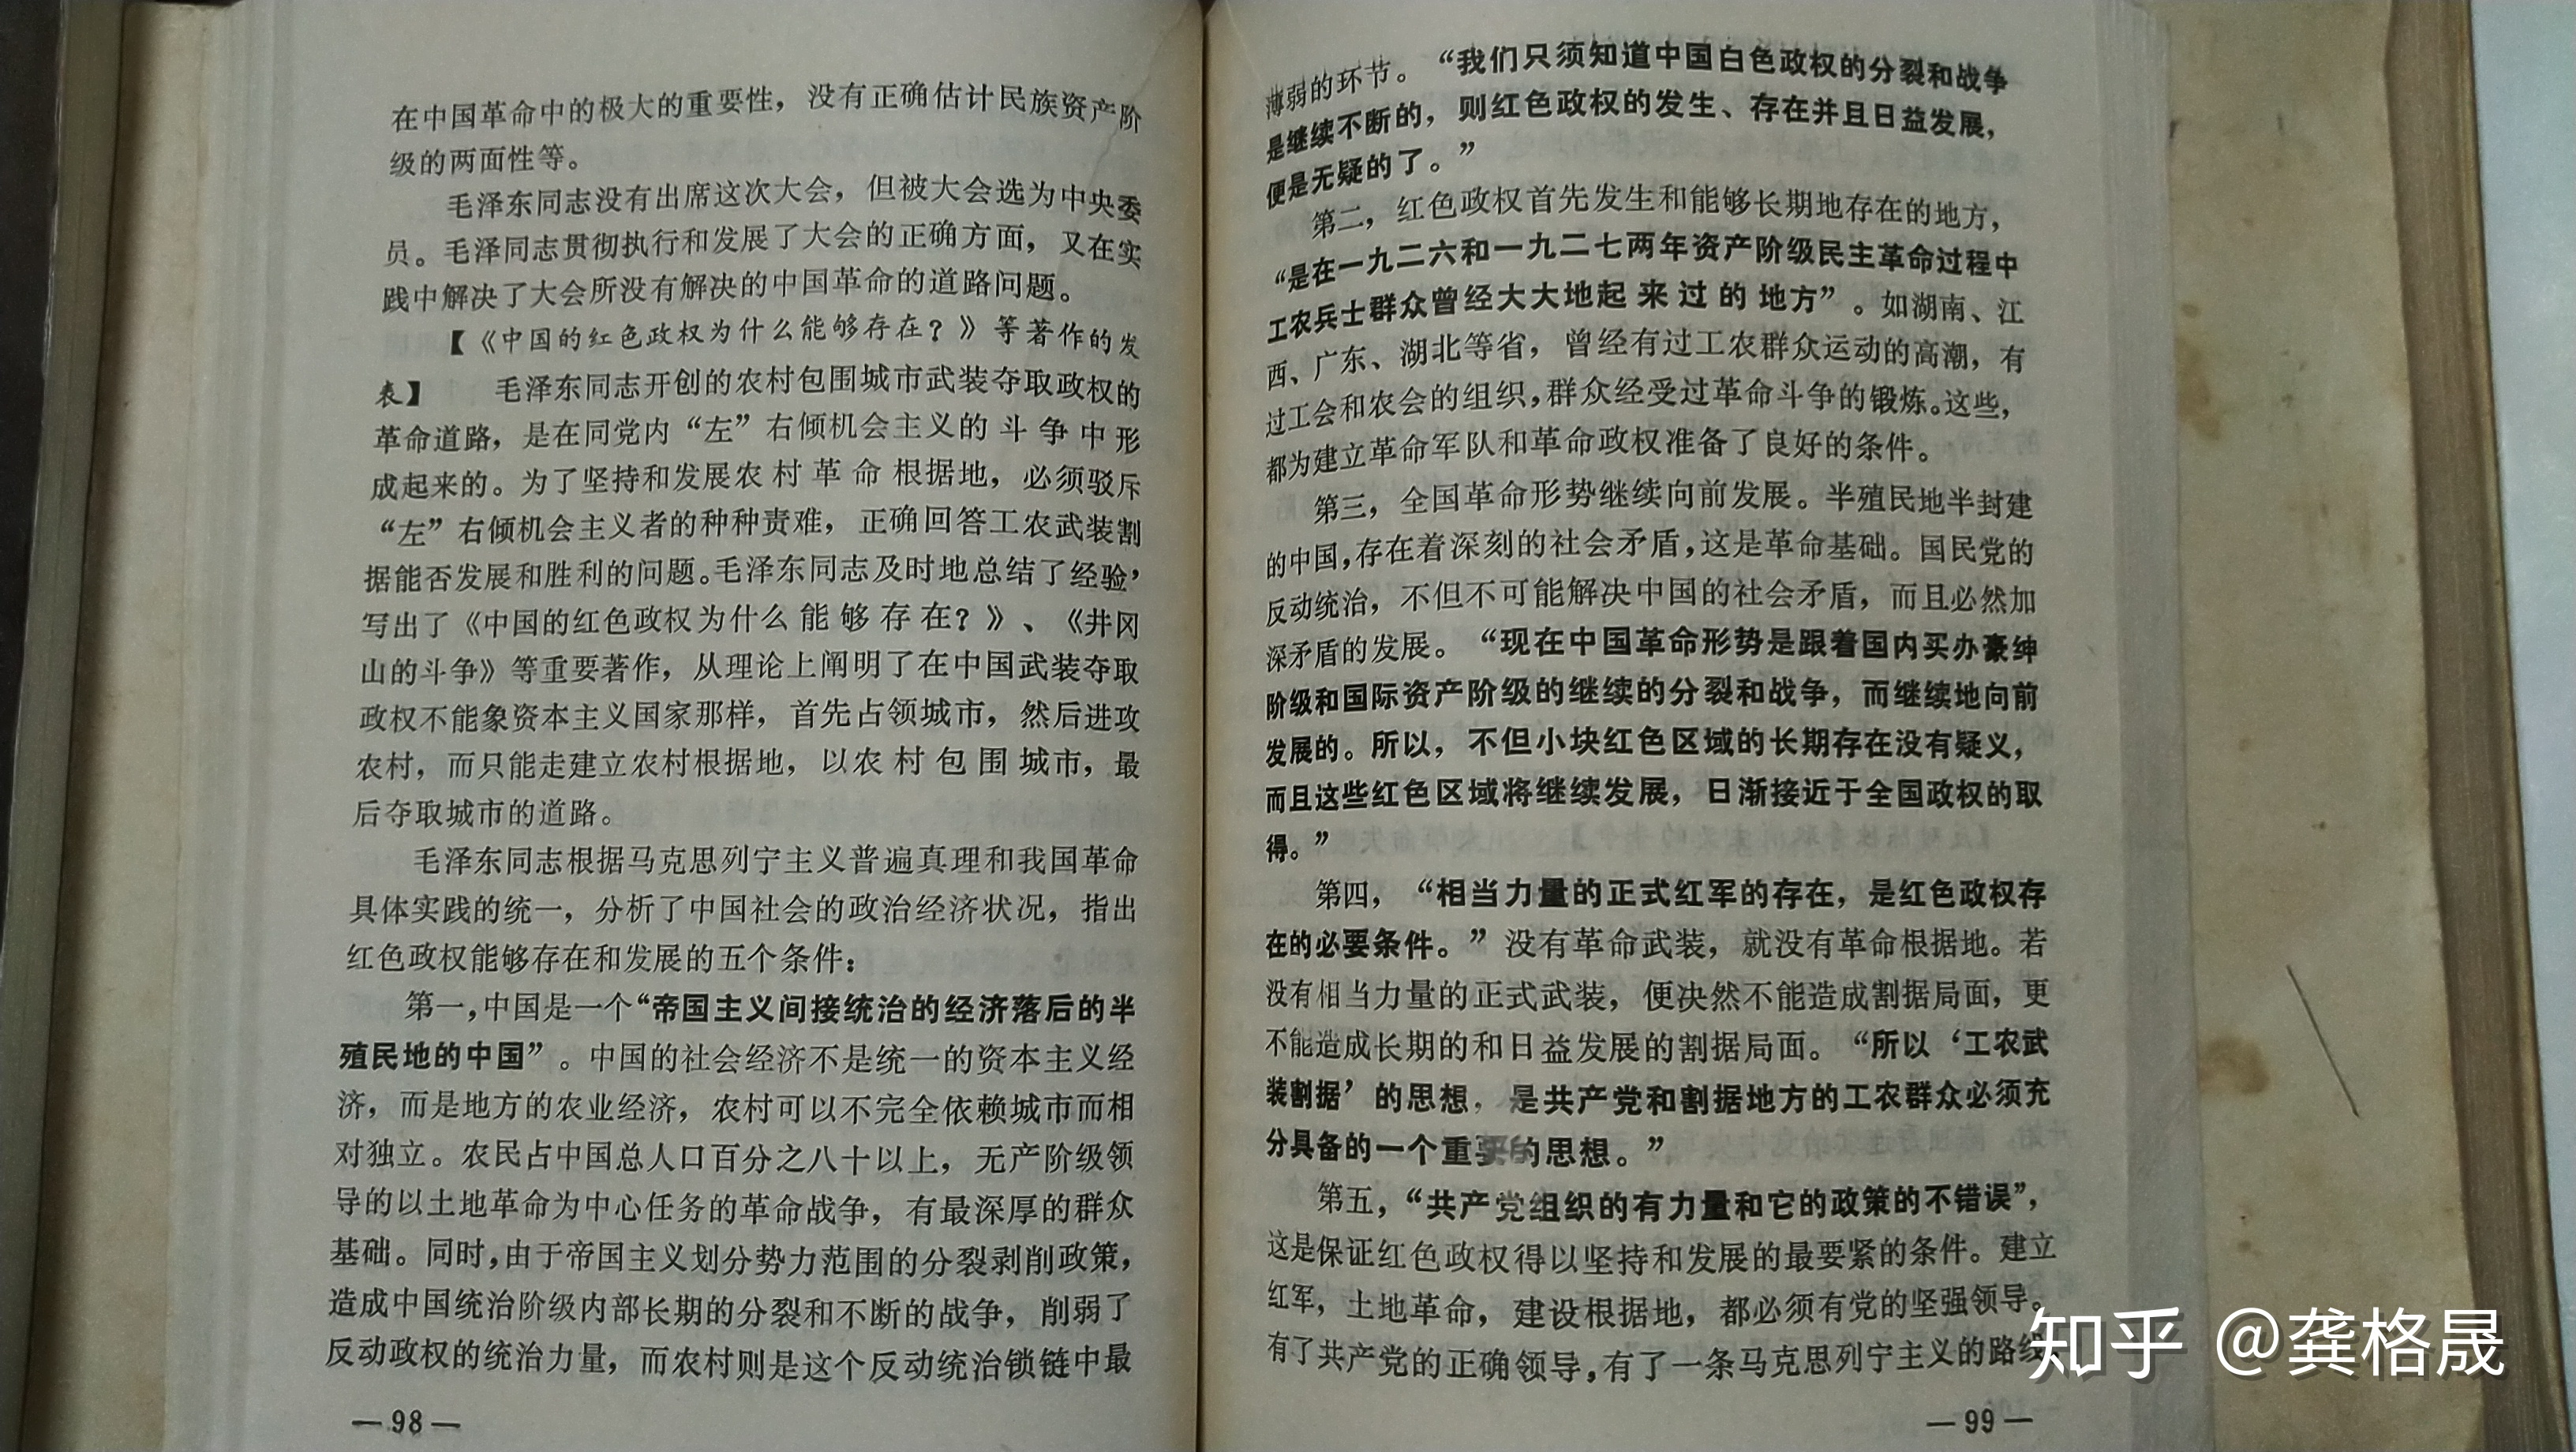 在中国革命中的极大的重要性，没有正确估计民族资产阶
级的两面性等。
毛泽东同志没有出席这次大会，但被大会选为中央委
员。毛泽同志贯彻执行和发展了大会的正确方面，又在实
践中解决了大会所没有解决的中国革命的道路问题。
【《中国的红色政权为什么能够存在？》等著作的发
表】　毛泽东同志开创的农村包围城市武装夺取政权的
革命道路，是在同党内“左”右倾机会主义的斗争中形
成起来的。为了坚持和发展农村革命根据地，必须驳斥
“左”右倾机会主义者的种种责难，正确回答工农武装割
据能否发展和胜利的问题。毛泽东同志及时地总结了经验，
写出了《中国的红色政权为什么能够存在？》、《井冈
山的斗争》等重要著作，从理论上阐明了在中国武装夺取
政权不能象资本主义国家那样，首先占领城市，然后进攻
农村，而只能走建立农村根据地，以农村包围城市，最
后夺取城市的道路。
毛泽东同志根据马克思列宁主义普遍真理和我国革命
具体实践的统一，分析了中国社会的政治经济状况，指出
红色政权能够存在和发展的五个条件：
第一，中国是一个“帝国主义间接统治的经济落后的半
殖民地的中国”。中国的社会经济不是统一的资本主义经
济，而是地方的农业经济，农村可以不完全依赖城市而相
对独立。农民占中国总人口百分之八十以上，无产阶级领
导的以土地革命为中心任务的革命战争，有最深厚的群众
基础。同时，由于帝国主义划分势力范围的分裂剥削政策，
造成中国统治阶级内部长期的分裂和不断的战争，削弱了
反动政权的统治力量，而农村则是这个反动统治锁链中最
—98—
薄弱的环节。“我们只须知道中国白色政权的分裂和战争
是继续不断的，则红色政权的发生、存在并且日益发展，
便是无疑的了。”
第二，红色政权首先发生和能够长期地存在的地方，
“是在一九二六和一九二七两年资产阶级民主革命过程中
工农兵士群众曾经大大地起来过的地方”。如湖南、江
西、广东、湖北等省，曾经有过工农群众运动的高潮，有
过工会和农会的组织，群众经受过革命斗争的锻炼。这些，
都为建立革命军队和革命政权准备了良好的条件。
第三，全国革命形势继续向前发展。半殖民地半封建
的中国，存在着深刻的社会矛盾，这是革命基础。国民党的
反动统治，不但不可能解决中国的社会矛盾，而且必然加
深矛盾的发展。“现在中国革命形势是跟着国内买办豪绅
阶级和国际资产阶级的继续的分裂和战争，而继续地向前
发展的。所以，不但小块红色区域的长期存在没有疑义，
而且这些红色区域将继续发展，日渐接近于全国政权的取
得。”
第四，“相当力量的正式红军的存在，是红色政权存
在的必要条件。”没有革命武装，就没有革命根据地。若
没有相当力量的正式武装，便决然不能造成割据局面，更
不能造成长期的和日益发展的割据局面。“所以‘工农武
装割据’的思想，是共产党和割据地方的工农群众必须充
分具备的一个重要的思想。”
第五，“共产党组织的有力量和它的政策的不错误”，
这是保证红色政权得以坚持和发展的最要紧的条件。建立
红军，土地革命，建设根据地，都必须有党的坚强领导。
有了共产党的正确领导，有了一条马克思列宁主义的路线
—99—
知乎 @龚格晟